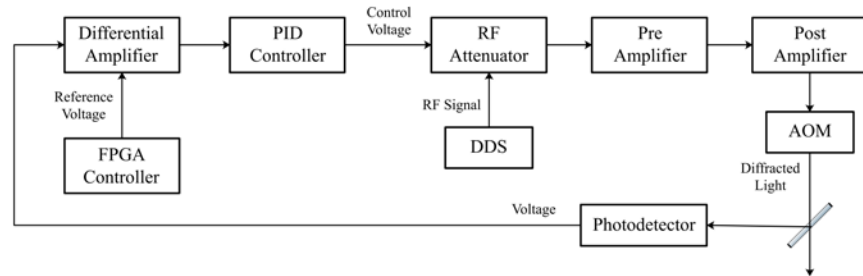 Differential
Amplifier
PID
Controller
Control
Voltage
RF
Attenuator
Pre
Amplifier
Post
Amplifier
Reference
Voltage
RF Signal
FPGA
Controller
DDS
AOM
Diffracted
Light
Voltage
Photodetector